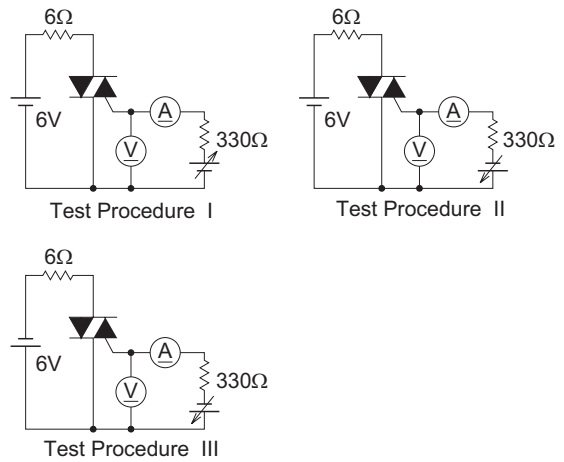 6Ω
6V
A
V
330Ω
Test Procedure I
6Ω
6V
A
V
330Ω
Test Procedure II
6Ω
6V
A
V
330Ω
Test Procedure III